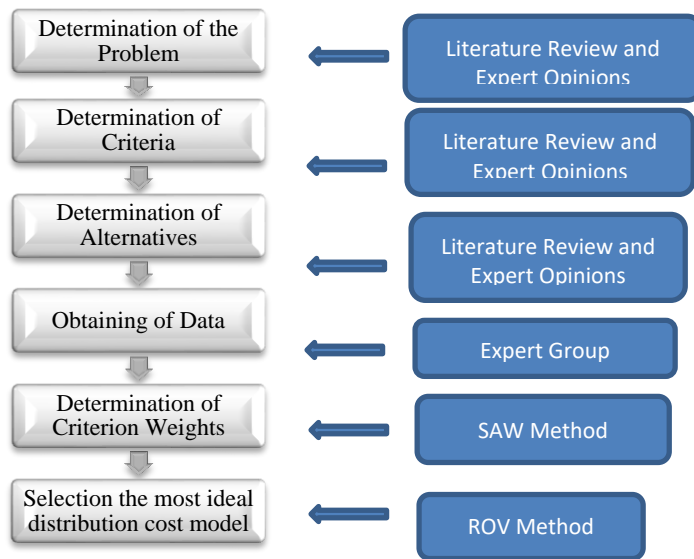 Determination of the
Problem
Literature Review and
Expert Opinions
Determination of
Criteria
Literature Review and
Expert Opinions
Determination of
Alternatives
Literature Review and
Expert Opinions
Obtaining of Data
Expert Group
Determination of
Criterion Weights
SAW Method
Selection the most ideal
distribution cost model
ROV Method